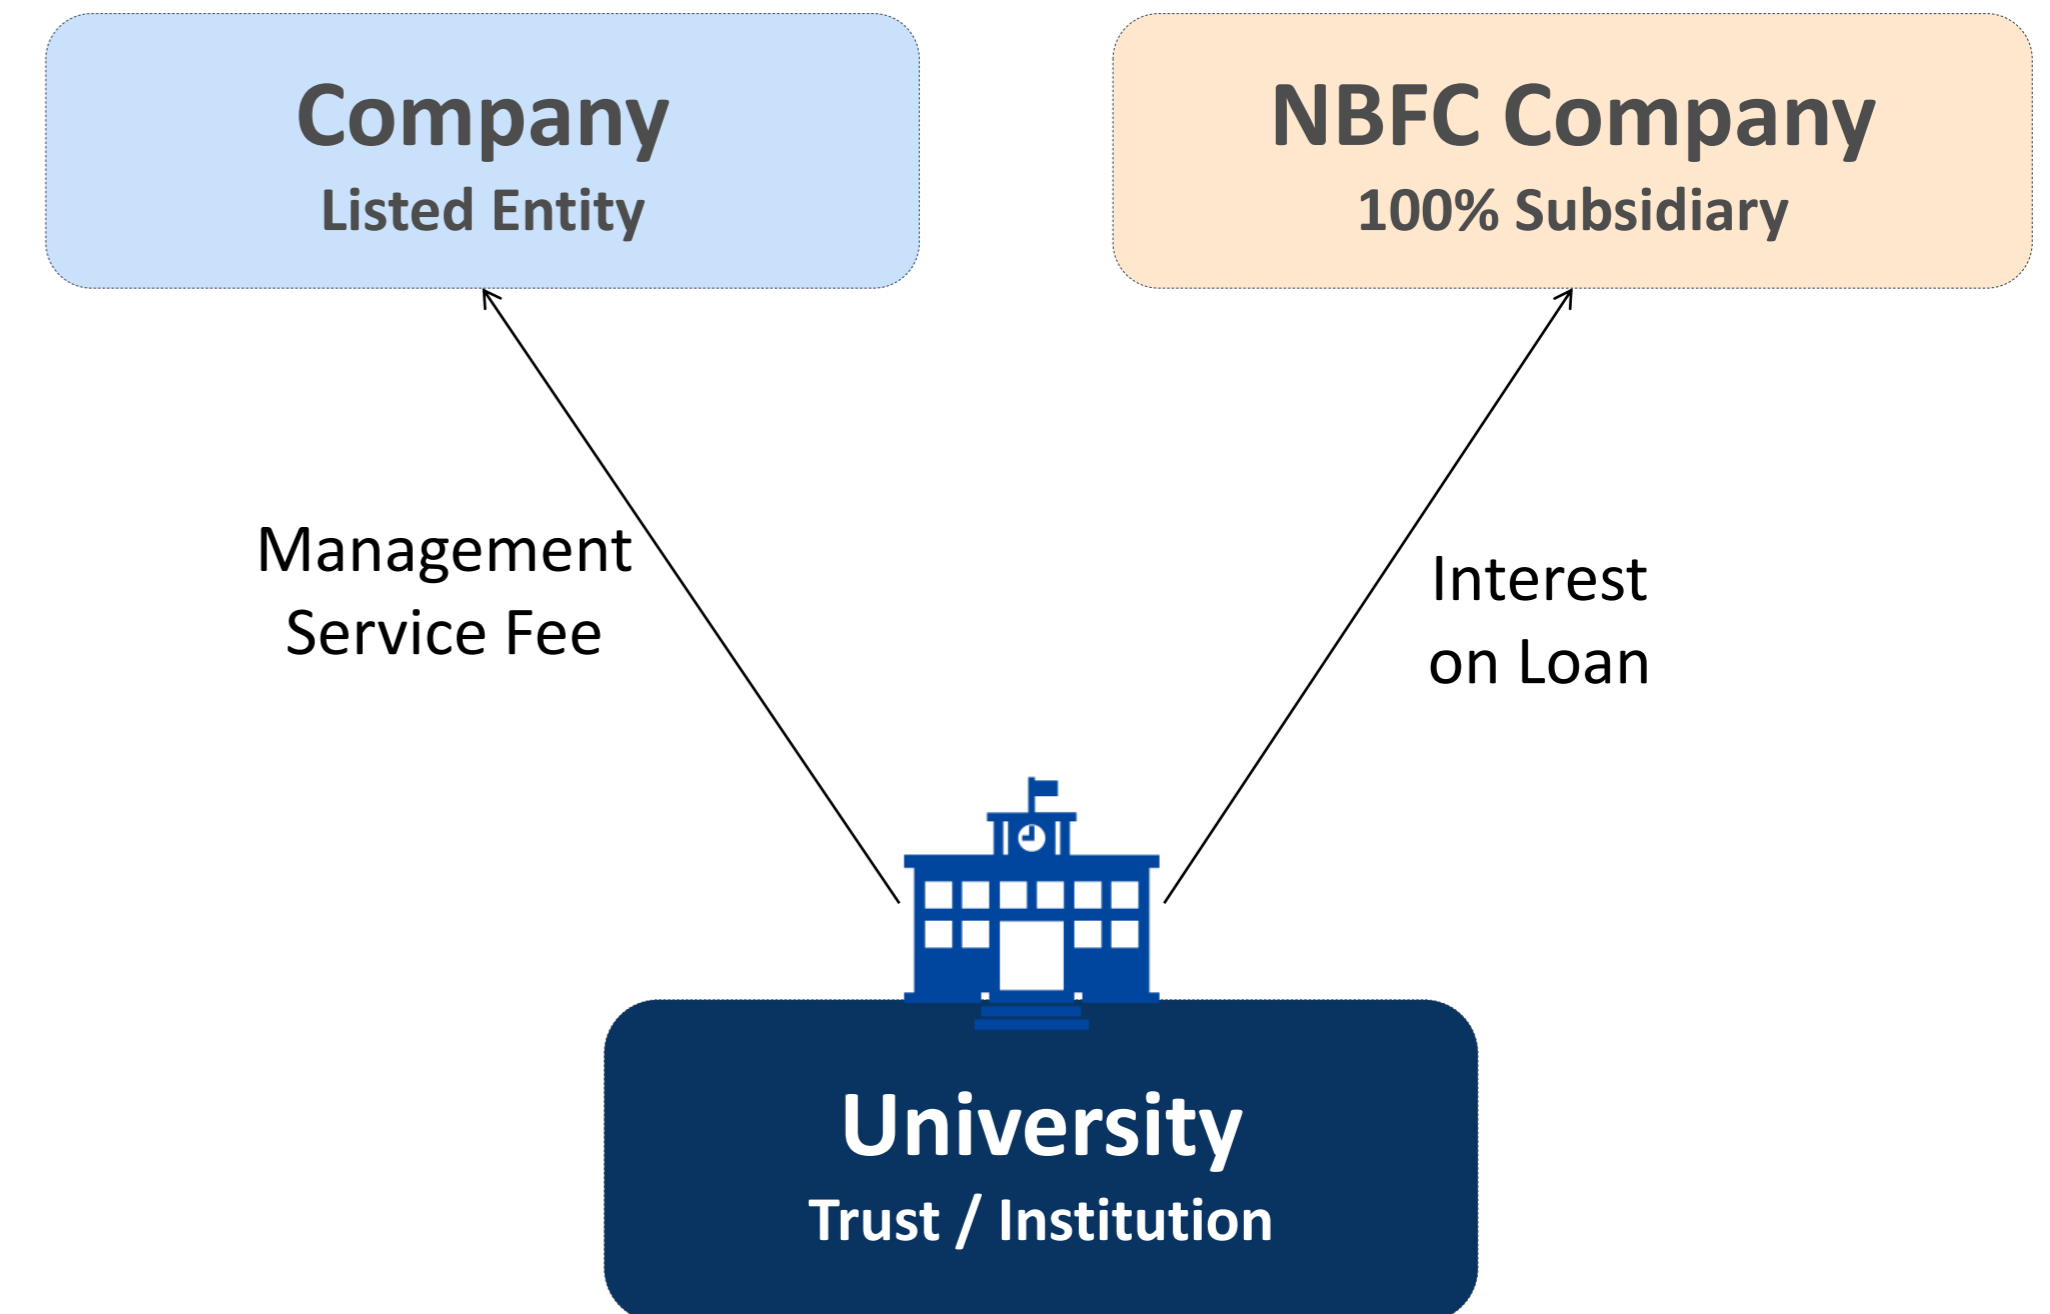 Company
Listed Entity
NBFC Company
100% Subsidiary
Management
Service Fee
Interest
on Loan
University
Trust / Institution